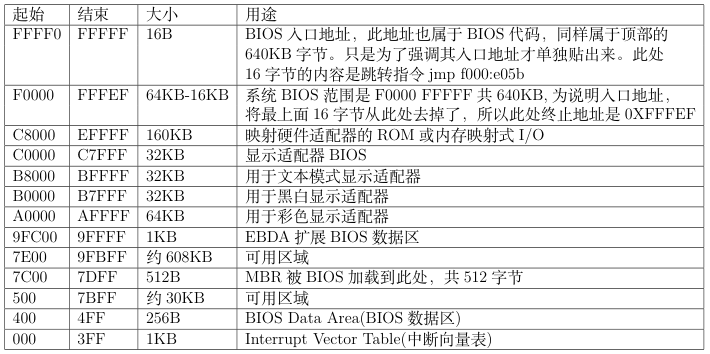 起始 结束 大小 用途
FFFF0 FFFFF 16B BIOS 入口地址，此地址也属于 BIOS 代码，同样属于顶部的
640KB 字节。只是为了强调其入口地址才单独贴出来。此处
16 字节的内容是跳转指令 jmp f000:e05b
F0000 FFFEF 64KB-16KB 系统 BIOS 范围是 F0000 FFFFF 共 640KB, 为说明入口地址，
将最上面 16 字节从此处去掉了，所以此处终止地址是 0XFFFEF
C8000 EFFFF 160KB 映射硬件适配器的 ROM 或内存映射式 I/O
C0000 C7FFF 32KB 显示适配器 BIOS
B8000 BFFFF 32KB 用于文本模式显示适配器
B0000 B7FFF 32KB 用于黑白显示适配器
A0000 AFFFF 64KB 用于彩色显示适配器
9FC00 9FFFF 1KB EBDA 扩展 BIOS 数据区
7E00 9FBFF 约 608KB 可用区域
7C00 7DFF 512B MBR 被 BIOS 加载到此处，共 512 字节
500 7BFF 约 30KB 可用区域
400 4FF 256B BIOS Data Area(BIOS 数据区)
000 3FF 1KB Interrupt Vector Table(中断向量表)